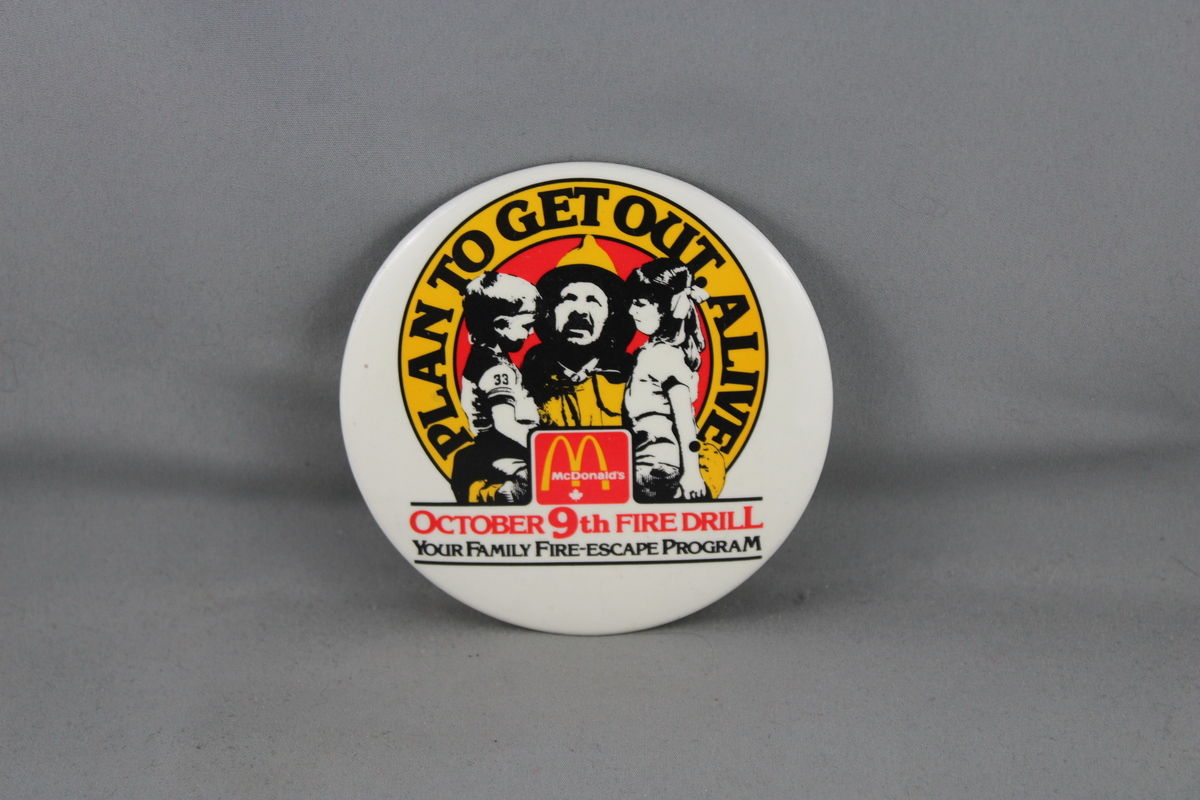 PLAN TO GET OUT. ALIVE
33
McDonald's
OCTOBER 9th FIRE DRILL
YOUR FAMILY FIRE-ESCAPE PROGRAM